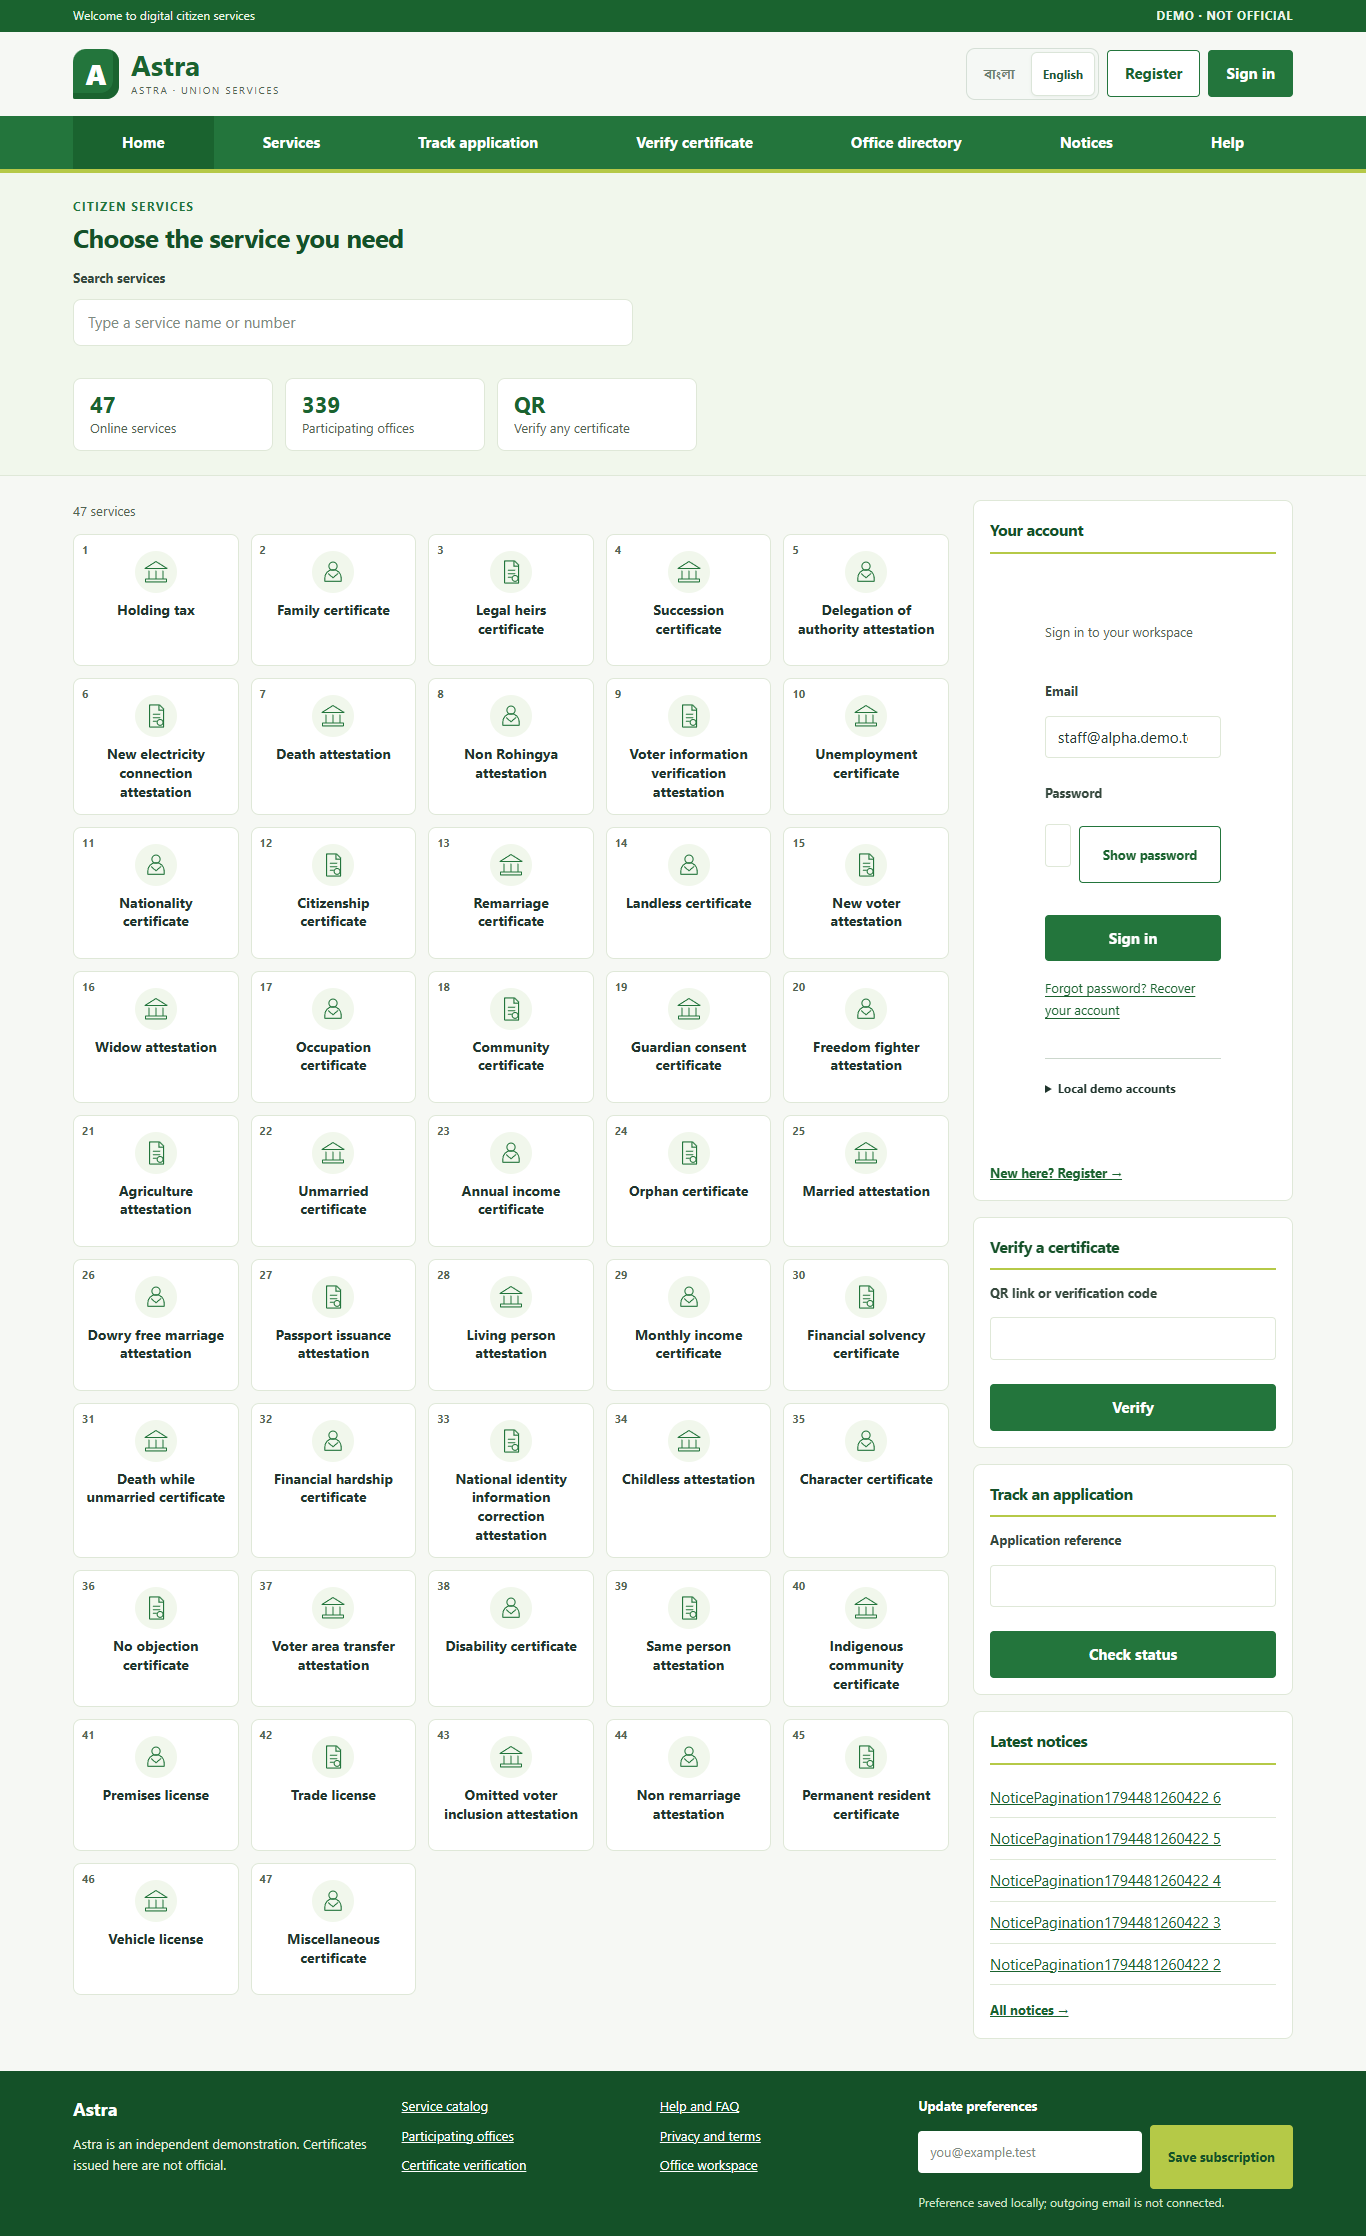 Welcome to digital citizen services
DEMO · NOT OFFICIAL
A
Astra
ASTRA · UNION SERVICES
বাংলা
English
Register
Sign in
Home
Services
Track application
Verify certificate
Office directory
Notices
Help
CITIZEN SERVICES
Choose the service you need
Search services
Type a service name or number
47
Online services
339
Participating offices
QR
Verify any certificate
47 services
1
Holding tax
2
Family certificate
3
Legal heirs
certificate
4
Succession
certificate
5
Delegation of
authority attestation
6
New electricity
connection
attestation
7
Death attestation
8
Non Rohingya
attestation
9
Voter information
verification
attestation
10
Unemployment
certificate
11
Nationality
certificate
12
Citizenship
certificate
13
Remarriage
certificate
14
Landless certificate
15
New voter
attestation
16
Widow attestation
17
Occupation
certificate
18
Community
certificate
19
Guardian consent
certificate
20
Freedom fighter
attestation
21
Agriculture
attestation
22
Unmarried
certificate
23
Annual income
certificate
24
Orphan certificate
25
Married attestation
26
Dowry free marriage
attestation
27
Passport issuance
attestation
28
Living person
attestation
29
Monthly income
certificate
30
Financial solvency
certificate
31
Death while
unmarried certificate
32
Financial hardship
certificate
33
National identity
information
correction
attestation
34
Childless attestation
35
Character certificate
36
No objection
certificate
37
Voter area transfer
attestation
38
Disability certificate
39
Same person
attestation
40
Indigenous
community
certificate
41
Premises license
42
Trade license
43
Omitted voter
inclusion attestation
44
Non remarriage
attestation
45
Permanent resident
certificate
46
Vehicle license
47
Miscellaneous
certificate
Your account
Sign in to your workspace
Email
staff@alpha.demo.t
Password
Show password
Sign in
Forgot password? Recover
your account
▶ Local demo accounts
New here? Register →
Verify a certificate
QR link or verification code
Verify
Track an application
Application reference
Check status
Latest notices
NoticePagination1794481260422 6
NoticePagination1794481260422 5
NoticePagination1794481260422 4
NoticePagination1794481260422 3
NoticePagination1794481260422 2
All notices →
Astra
Astra is an independent demonstration. Certificates
issued here are not official.
Service catalog
Participating offices
Certificate verification
Help and FAQ
Privacy and terms
Office workspace
Update preferences
you@example.test
Save subscription
Preference saved locally; outgoing email is not connected.